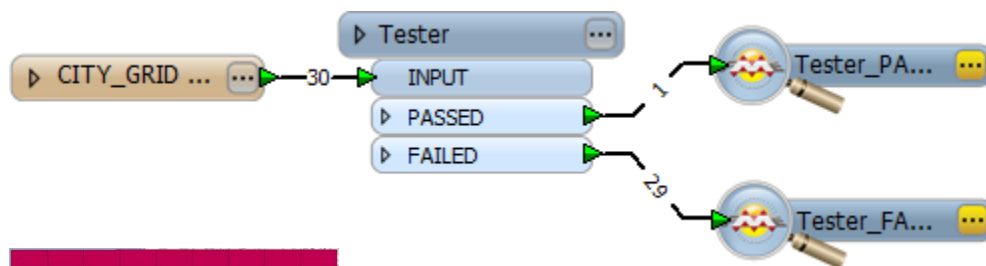 Tester
CITY_GRID ...
30
INPUT
PASSED
FAILED
1
29
Tester_PA...
Tester_FA...